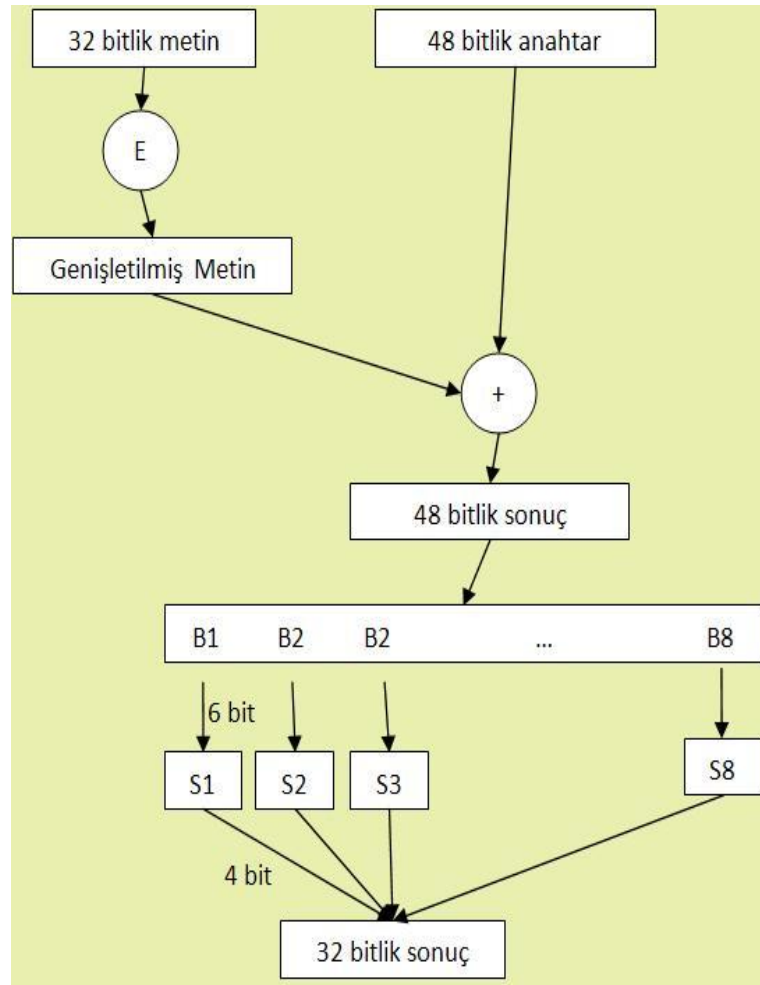 32 bitlik metin
48 bitlik anahtar
E
Genişletilmiş Metin
+
48 bitlik sonuç
B1 B2 B2 ... B8
6 bit
S1 S2 S3 S8
4 bit
32 bitlik sonuç